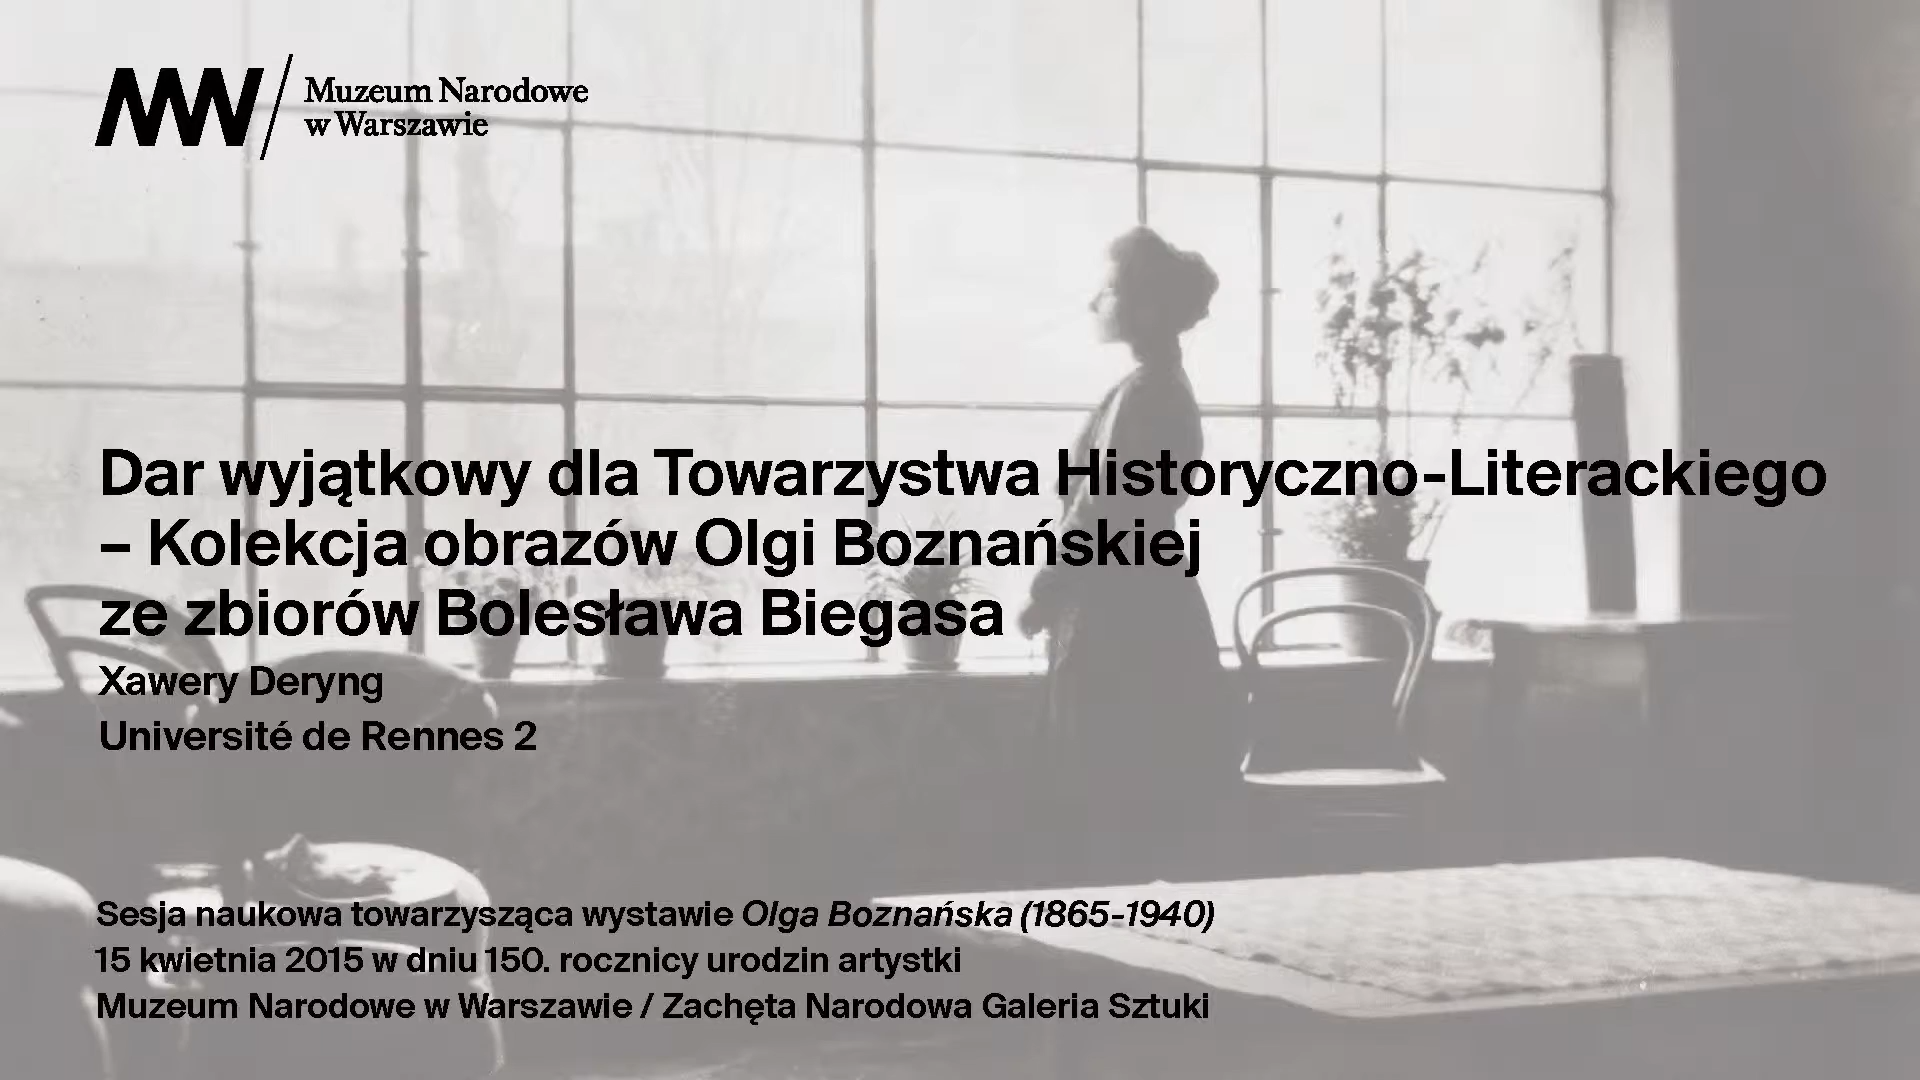 MNW / Muzeum Narodowe
w Warszawie
Dar wyjątkowy dla Towarzystwa Historyczno-Literackiego
– Kolekcja obrazów Olgi Boznańskiej
ze zbiorów Bolesława Biegasa
Xawery Deryng
Université de Rennes 2
Sesja naukowa towarzysząca wystawie Olga Boznańska (1865-1940)
15 kwietnia 2015 w dniu 150. rocznicy urodzin artystki
Muzeum Narodowe w Warszawie / Zachęta Narodowa Galeria Sztuki